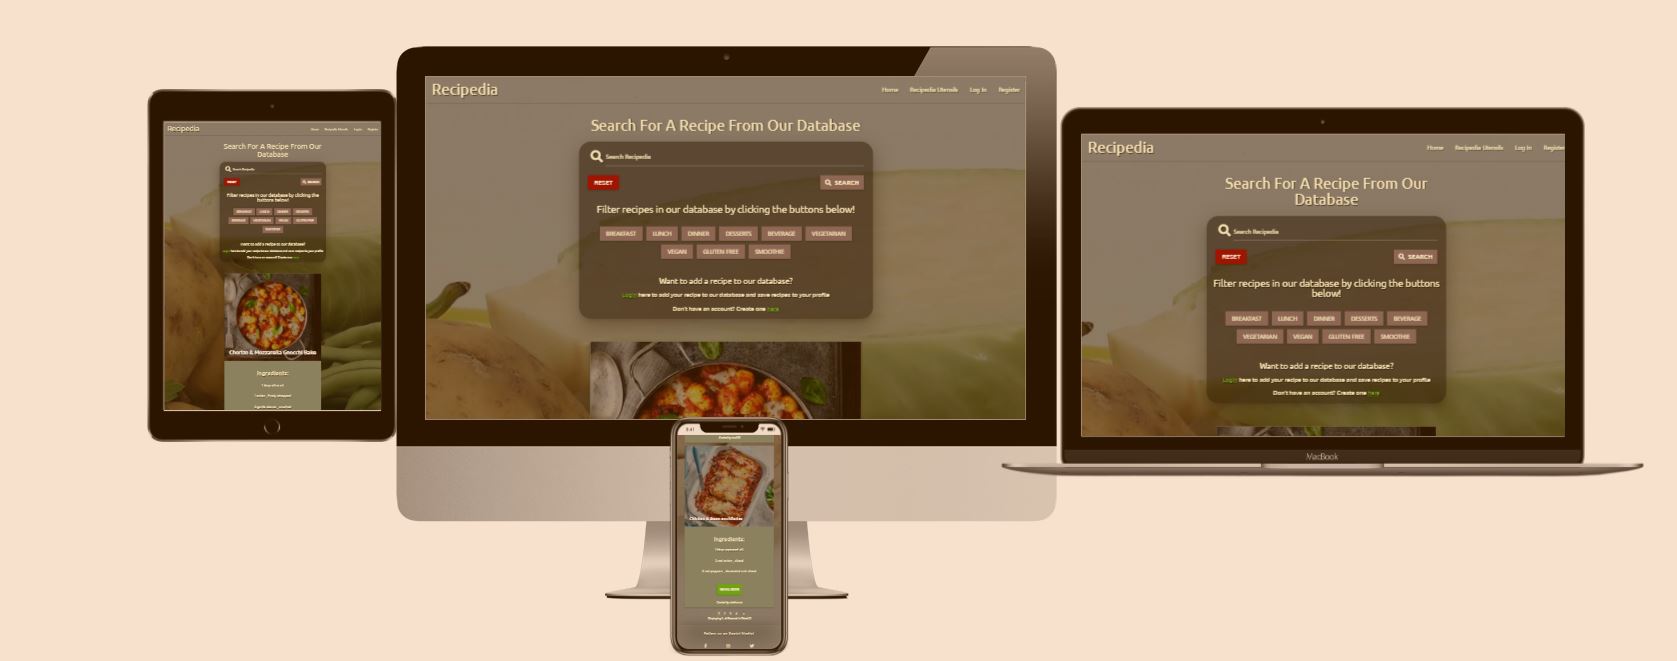 Recipedia
Home Recipedia Utensils Log In Register
Search For A Recipe From Our
Database
Search Recipedia
RESET
SEARCH
Filter recipes in our database by clicking the
buttons below!
BREAKFAST LUNCH DINNER DESSERTS
BEVERAGE VEGETARIAN VEGAN GLUTEN FREE
SMOOTHIE
Want to add a recipe to our database?
Login here to add your recipe to our database and save recipes to your profile
Don't have an account? Create one here
Chorizo & Mozzarella Gnocchi Bake
Ingredients:
Recipedia
Home Recipedia Utensils Log In Register
Search For A Recipe From Our Database
Search Recipedia
RESET
SEARCH
Filter recipes in our database by clicking the buttons below!
BREAKFAST LUNCH DINNER DESSERTS BEVERAGE VEGETARIAN
VEGAN GLUTEN FREE SMOOTHIE
Want to add a recipe to our database?
Login here to add your recipe to our database and save recipes to your profile
Don't have an account? Create one here
Recipedia
Home Recipedia Utensils Log In Register
Search For A Recipe From Our
Database
Search Recipedia
RESET
SEARCH
Filter recipes in our database by clicking the buttons
below!
BREAKFAST LUNCH DINNER DESSERTS BEVERAGE
VEGETARIAN VEGAN GLUTEN FREE SMOOTHIE
Want to add a recipe to our database?
Login here to add your recipe to our database and save recipes to your profile
Don't have an account? Create one here
MacBook
9:41
Ingredients:
Follow us on Social Media!